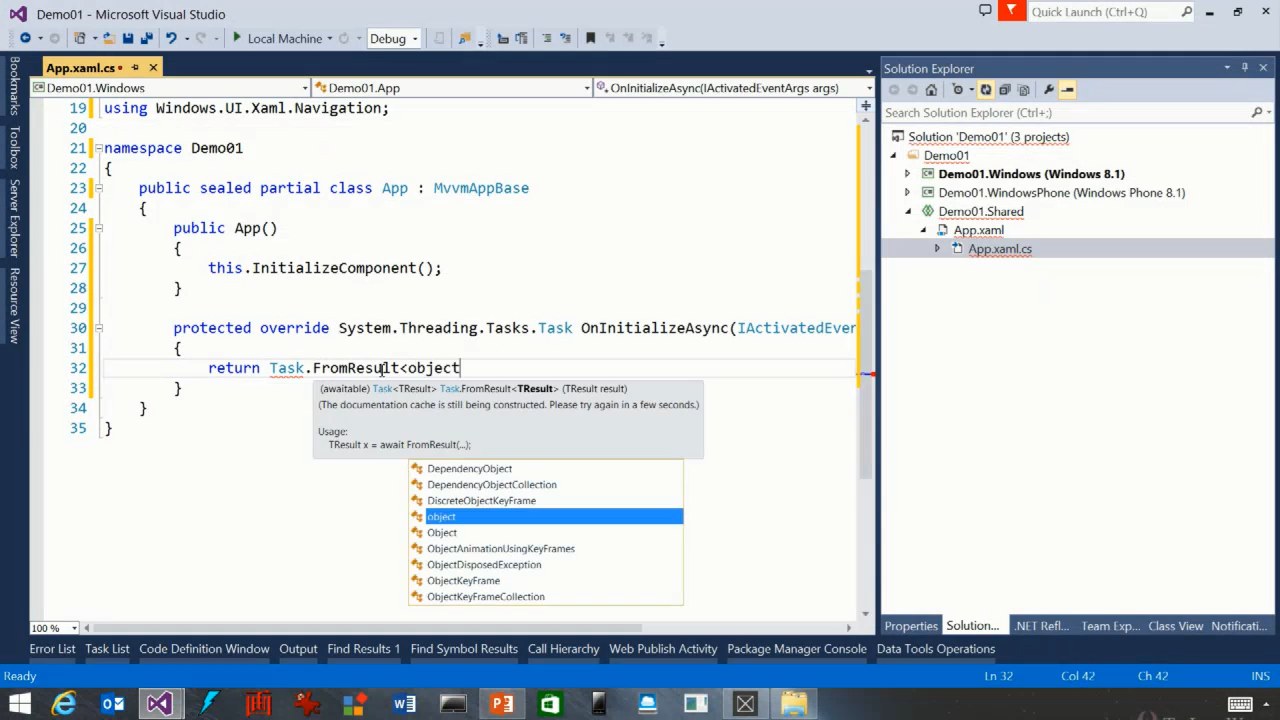 Demo01 - Microsoft Visual Studio
Quick Launch (Ctrl+Q)
Local Machine
Debug
App.xaml.cs
Demo01.Windows
Demo01.App
OnInitializeAsync(IActivatedEventArgs args)
19 using Windows.UI.Xaml.Navigation;
20
21 namespace Demo01
22 {
23 public sealed partial class App : MvvmAppBase
24 {
25 public App()
26 {
27 this.InitializeComponent();
28 }
29
30 protected override System.Threading.Tasks.Task OnInitializeAsync(IActivatedEven
31 {
32 return Task.FromResult<object
33 }
34 }
35 }
(awaitable) Task<TResult> Task.FromResult<TResult> (TResult result)
(The documentation cache is still being constructed. Please try again in a few seconds.)
Usage:
TResult x = await FromResult(...);
DependencyObject
DependencyObjectCollection
DiscreteObjectKeyFrame
object
Object
ObjectAnimationUsingKeyFrames
ObjectDisposedException
ObjectKeyFrame
ObjectKeyFrameCollection
Bookmarks
Toolbox
Server Explorer
Resource View
100 %
Solution Explorer
Search Solution Explorer (Ctrl+;)
Solution 'Demo01' (3 projects)
Demo01
Demo01.Windows (Windows 8.1)
Demo01.WindowsPhone (Windows Phone 8.1)
Demo01.Shared
App.xaml
App.xaml.cs
Properties
Solution...
.NET Refl...
Team Exp...
Class View
Notificati...
Error List
Task List
Code Definition Window
Output
Find Results 1
Find Symbol Results
Call Hierarchy
Web Publish Activity
Package Manager Console
Data Tools Operations
Ready
Ln 32
Col 42
Ch 42
INS